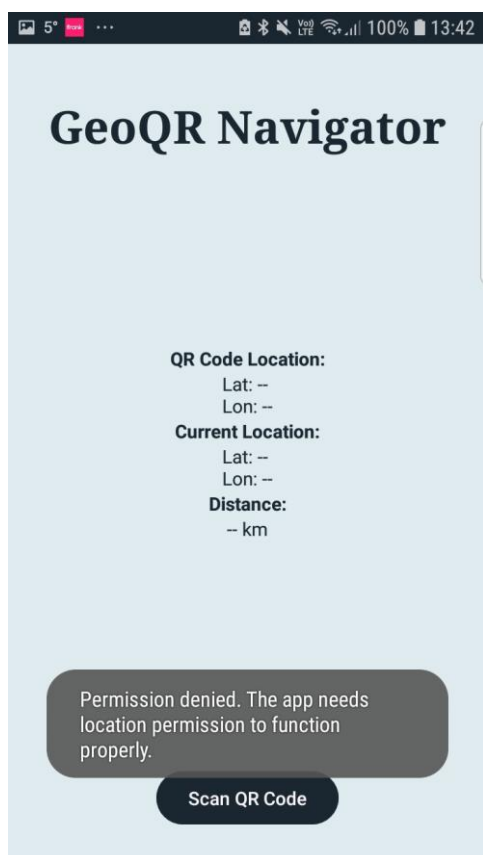 5° ... 100% 13:42
GeoQR Navigator
QR Code Location:
Lat: --
Lon: --
Current Location:
Lat: --
Lon: --
Distance:
-- km
Permission denied. The app needs
location permission to function
properly.
Scan QR Code